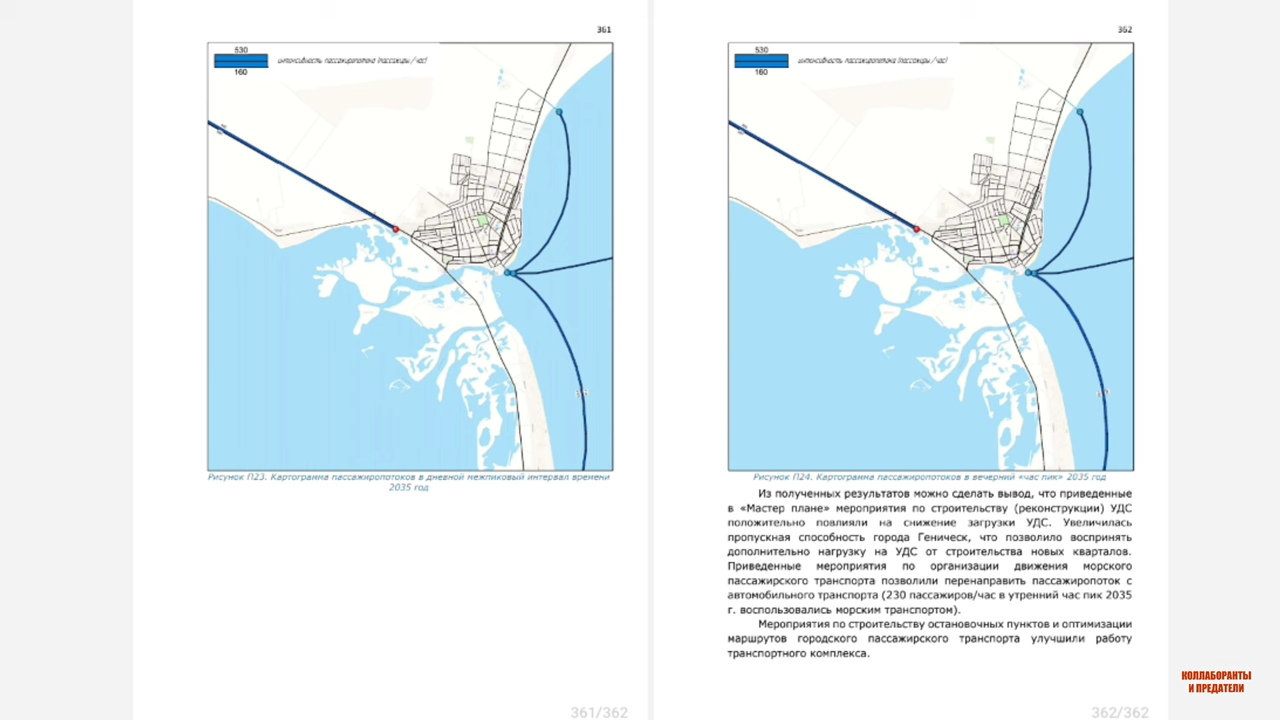 361
530
160
интенсивность пассажиропотока (пассажиры/час)
Рисунок П23. Картограмма пассажиропотоков в дневной межпиковый интервал времени
2035 год
361/362
362
530
160
интенсивность пассажиропотока (пассажиры/час)
Рисунок П24. Картограмма пассажиропотоков в вечерний «час пик» 2035 год
Из полученных результатов можно сделать вывод, что приведенные
в «Мастер плане» мероприятия по строительству (реконструкции) УДС
положительно повлияли на снижение загрузки УДС. Увеличилась
пропускная способность города Геническ, что позволило воспринять
дополнительно нагрузку на УДС от строительства новых кварталов.
Приведенные мероприятия по организации движения морского
пассажирского транспорта позволили перенаправить пассажиропоток с
автомобильного транспорта (230 пассажиров/час в утренний час пик 2035
г. воспользовались морским транспортом).
Мероприятия по строительству остановочных пунктов и оптимизации
маршрутов городского пассажирского транспорта улучшили работу
транспортного комплекса.
362/362
КОЛЛАБОРАНТЫ
И ПРЕДАТЕЛИ